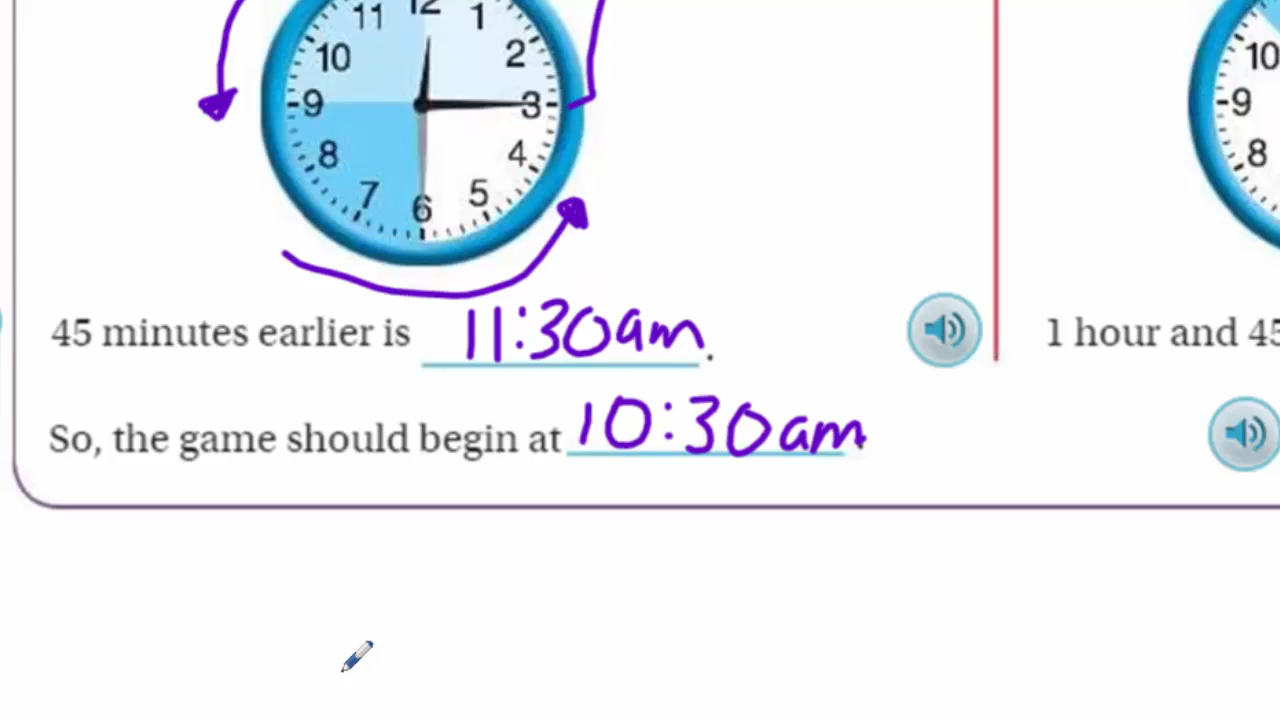 11 12 1
10 2
9 3
8 4
7 6 5
10
9
8
45 minutes earlier is 11:30am.
1 hour and 45
So, the game should begin at 10:30am